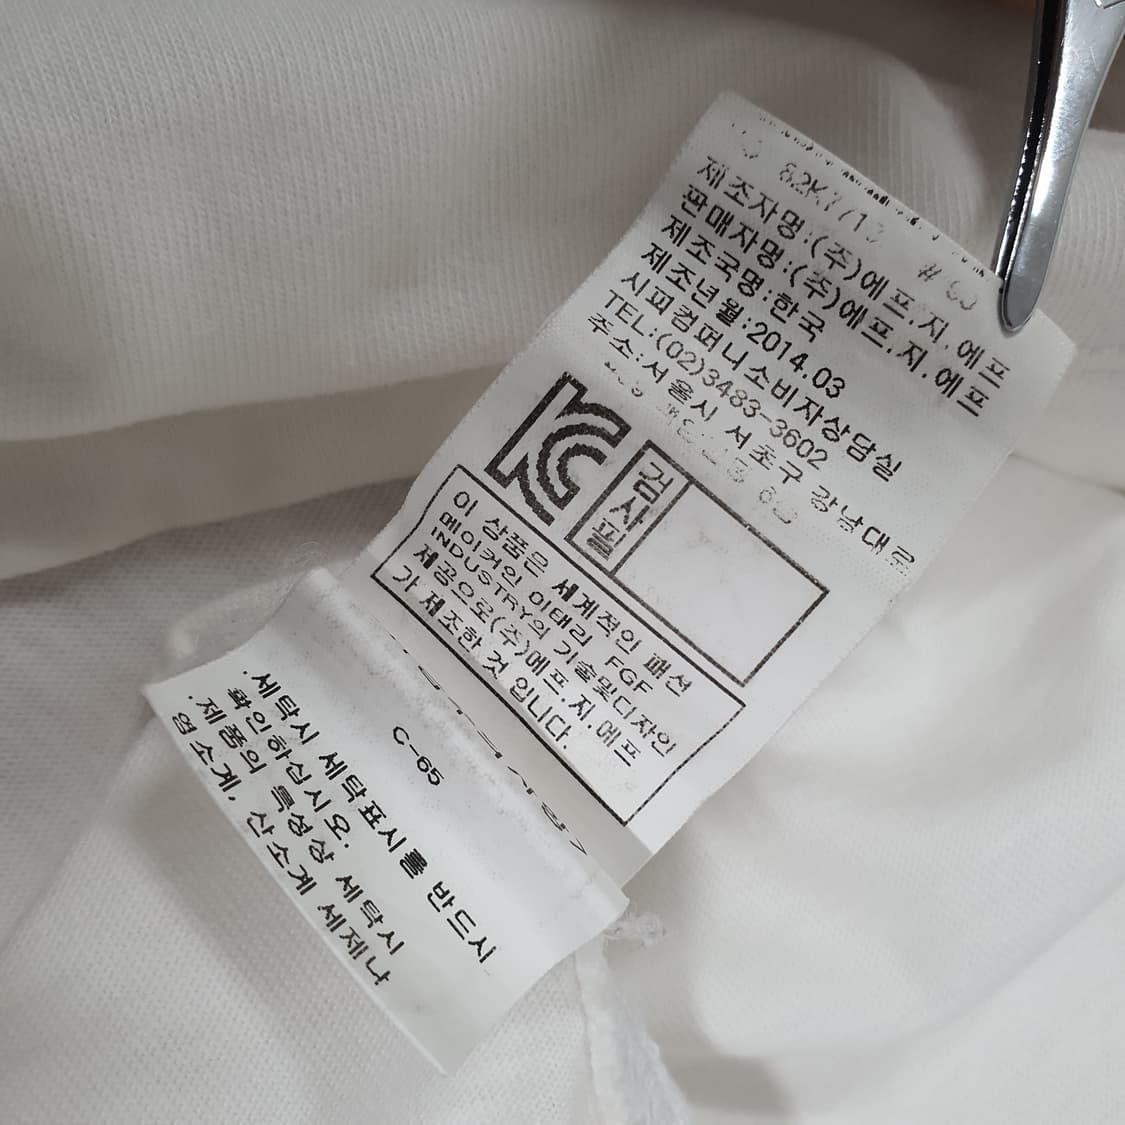 제조자명:(주)에프.지.에프
판매자명:(주)에프.지.에프
제조국명:한국
제조년월:2014.03
시피컴퍼니소비자상담실
TEL:(02)3483-3602
주소:서울시 서초구 강남대로
KC
검사필
이 상품은 세계적인 패션
메이커인 이태리 FGF
INDUSTRY의 기술및디자인
제공으로(주)에프.지.에프
가 제조한 것 입니다.
C-65
.세탁시 세탁표시를 반드시
확인하십시오.
.제품의 특성상 세탁시
염소계, 산소계 세제나